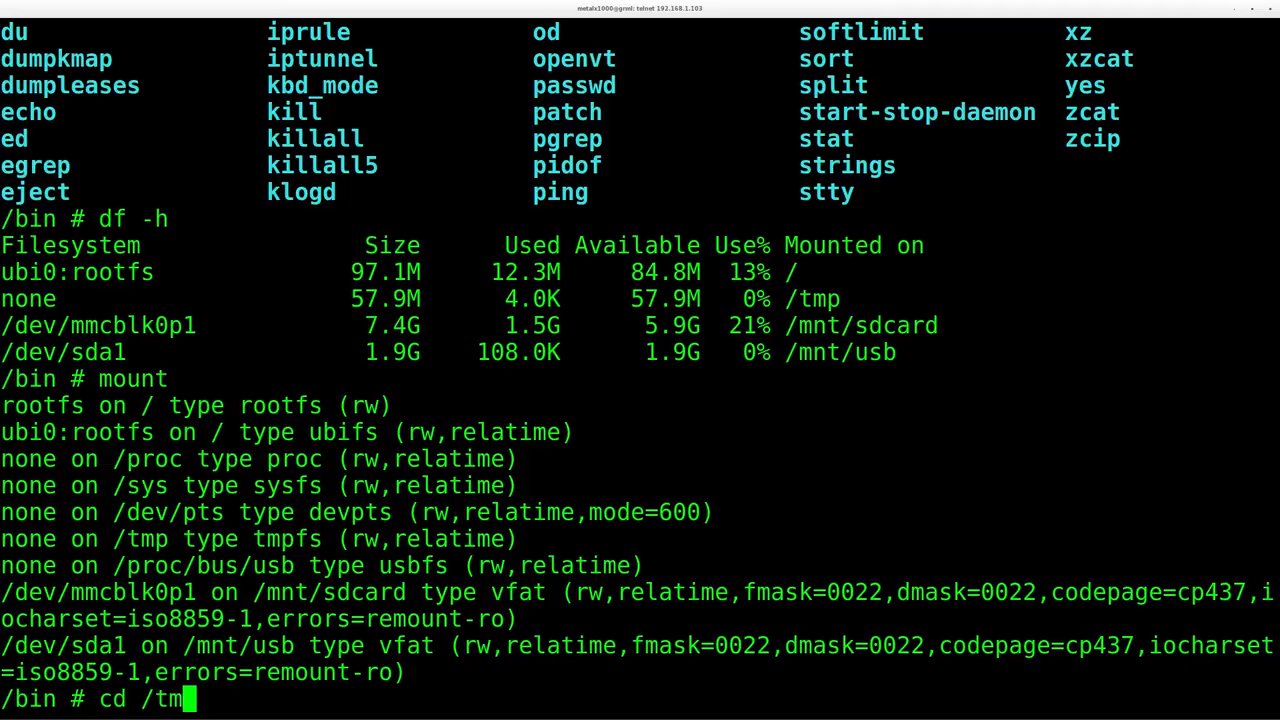 metalx1000@grml: telnet 192.168.1.103
du                 iprule             od                 softlimit          xz
dumpkmap           iptunnel           openvt             sort               xzcat
dumpleases         kbd_mode           passwd             split              yes
echo               kill               patch              start-stop-daemon  zcat
ed                 killall            pgrep              stat               zcip
egrep              killall5           pidof              strings
eject              klogd              ping               stty
/bin # df -h
Filesystem                Size      Used Available Use% Mounted on
ubi0:rootfs              97.1M     12.3M     84.8M  13% /
none                     57.9M      4.0K     57.9M   0% /tmp
/dev/mmcblk0p1            7.4G      1.5G      5.9G  21% /mnt/sdcard
/dev/sda1                 1.9G    108.0K      1.9G   0% /mnt/usb
/bin # mount
rootfs on / type rootfs (rw)
ubi0:rootfs on / type ubifs (rw,relatime)
none on /proc type proc (rw,relatime)
none on /sys type sysfs (rw,relatime)
none on /dev/pts type devpts (rw,relatime,mode=600)
none on /tmp type tmpfs (rw,relatime)
none on /proc/bus/usb type usbfs (rw,relatime)
/dev/mmcblk0p1 on /mnt/sdcard type vfat (rw,relatime,fmask=0022,dmask=0022,codepage=cp437,i
ocharset=iso8859-1,errors=remount-ro)
/dev/sda1 on /mnt/usb type vfat (rw,relatime,fmask=0022,dmask=0022,codepage=cp437,iocharset
=iso8859-1,errors=remount-ro)
/bin # cd /tm